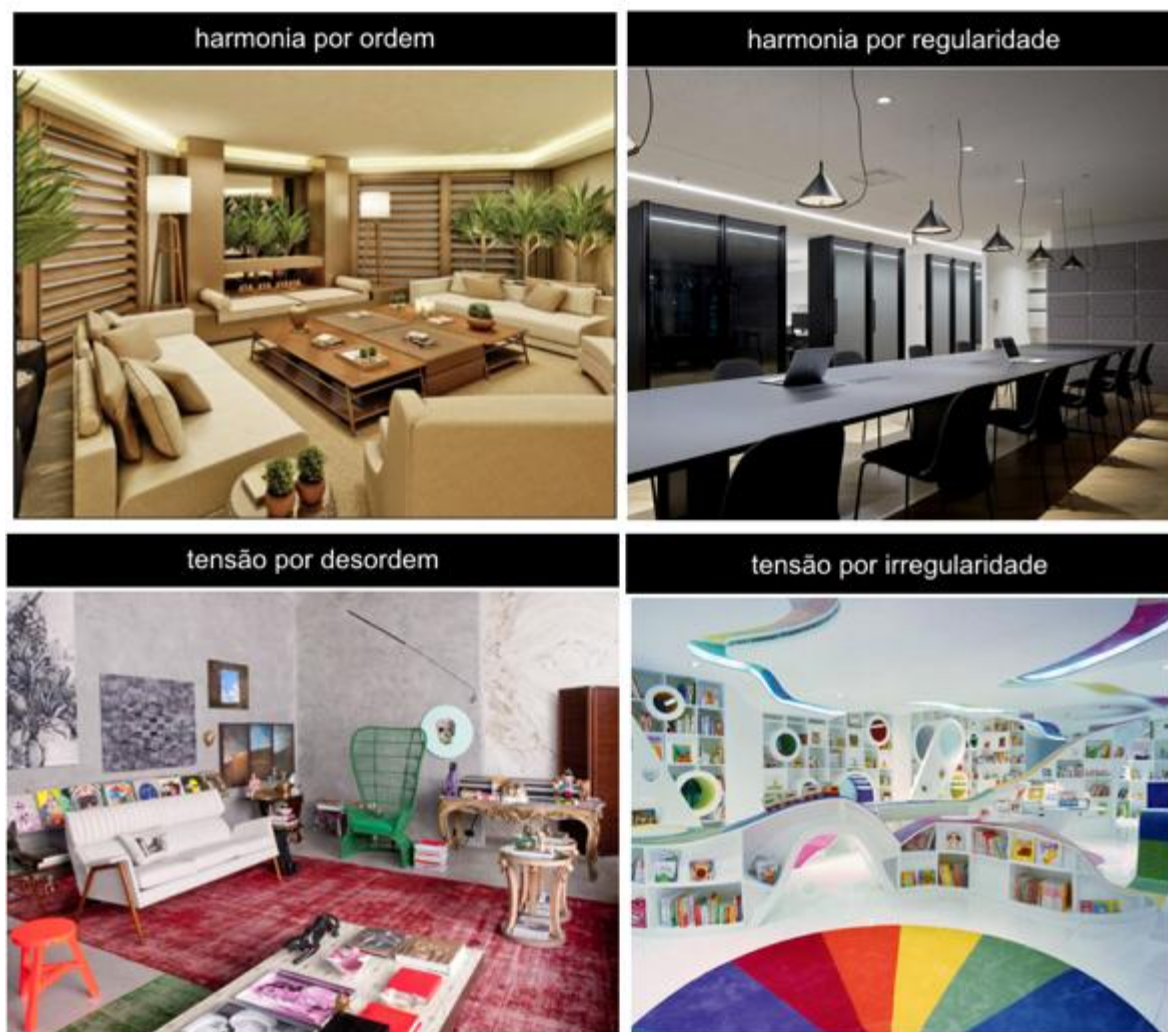 harmonia por ordem
harmonia por regularidade
tensão por desordem
tensão por irregularidade